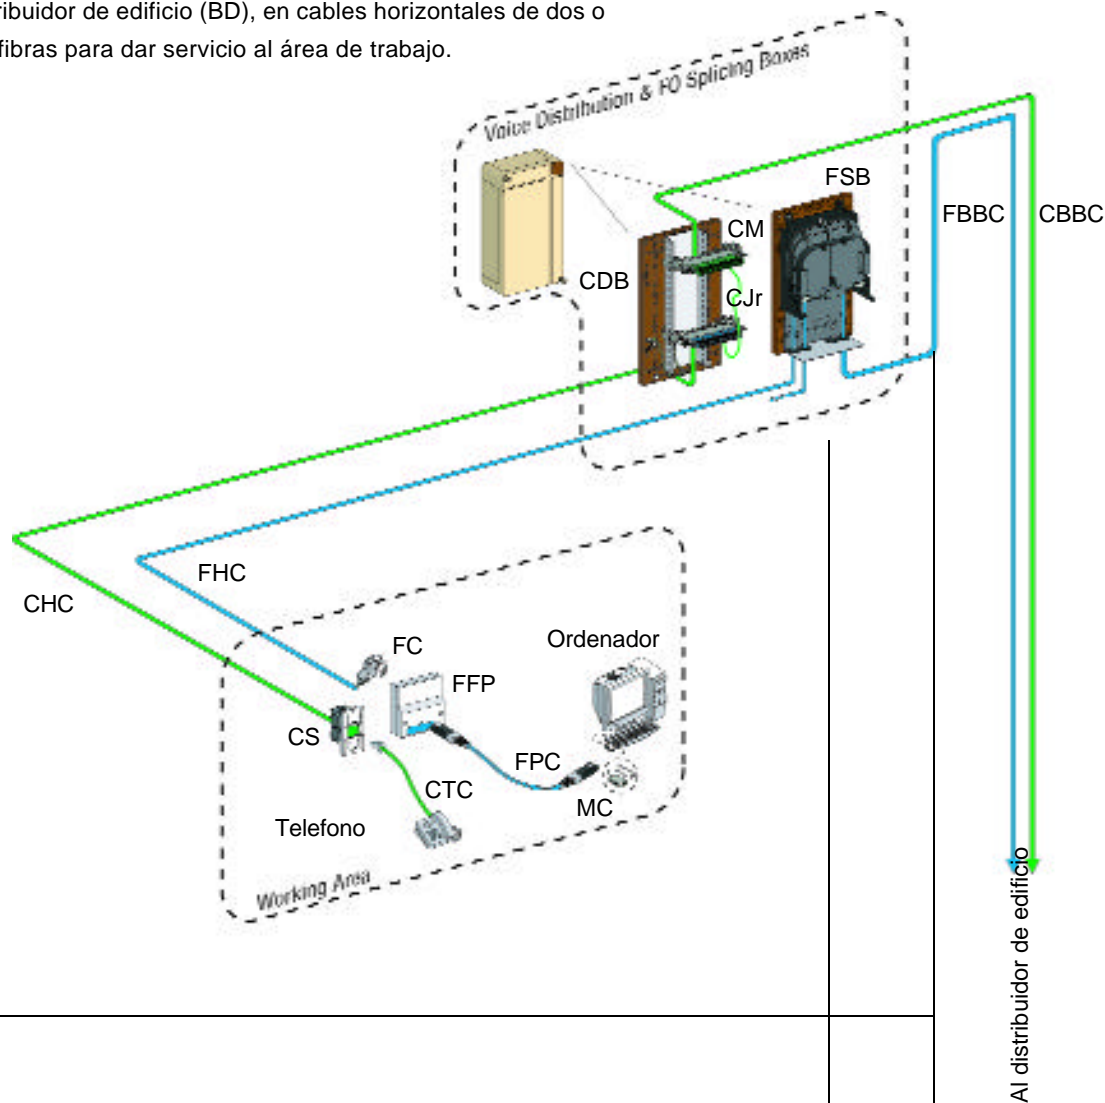 ribuidor de edificio (BD), en cables horizontales de dos o
fibras para dar servicio al área de trabajo.
Voice Distribution & FO Splicing Boxes
FSB
FBBC
CBBC
CM
CDB
CJr
FHC
CHC
FC
Ordenador
FFP
CS
FPC
CTC
MC
Telefono
Working Area
Al distribuidor de edificio